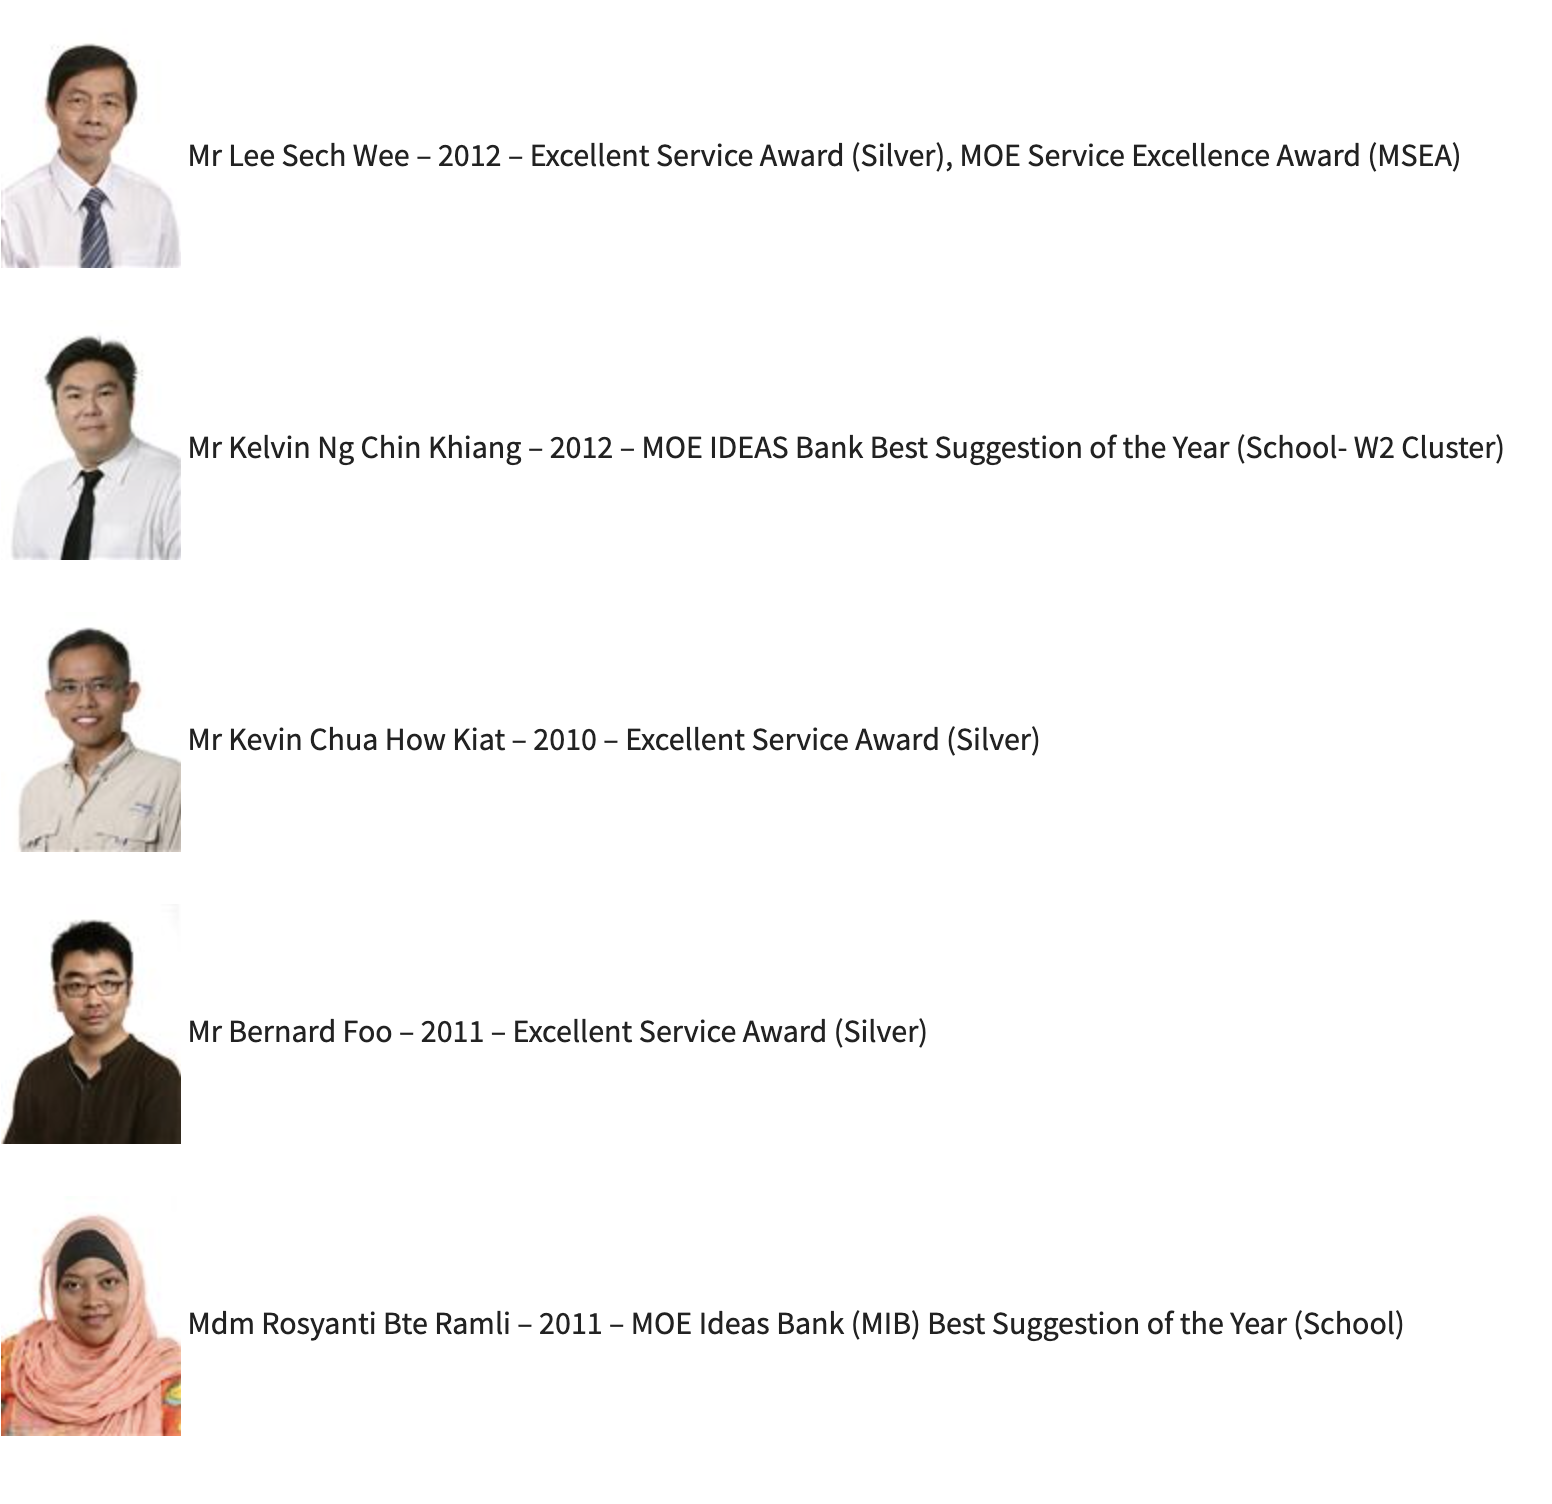 Mr Lee Sech Wee – 2012 – Excellent Service Award (Silver), MOE Service Excellence Award (MSEA)
Mr Kelvin Ng Chin Khiang – 2012 – MOE IDEAS Bank Best Suggestion of the Year (School- W2 Cluster)
Mr Kevin Chua How Kiat – 2010 – Excellent Service Award (Silver)
Mr Bernard Foo – 2011 – Excellent Service Award (Silver)
Mdm Rosyanti Bte Ramli – 2011 – MOE Ideas Bank (MIB) Best Suggestion of the Year (School)